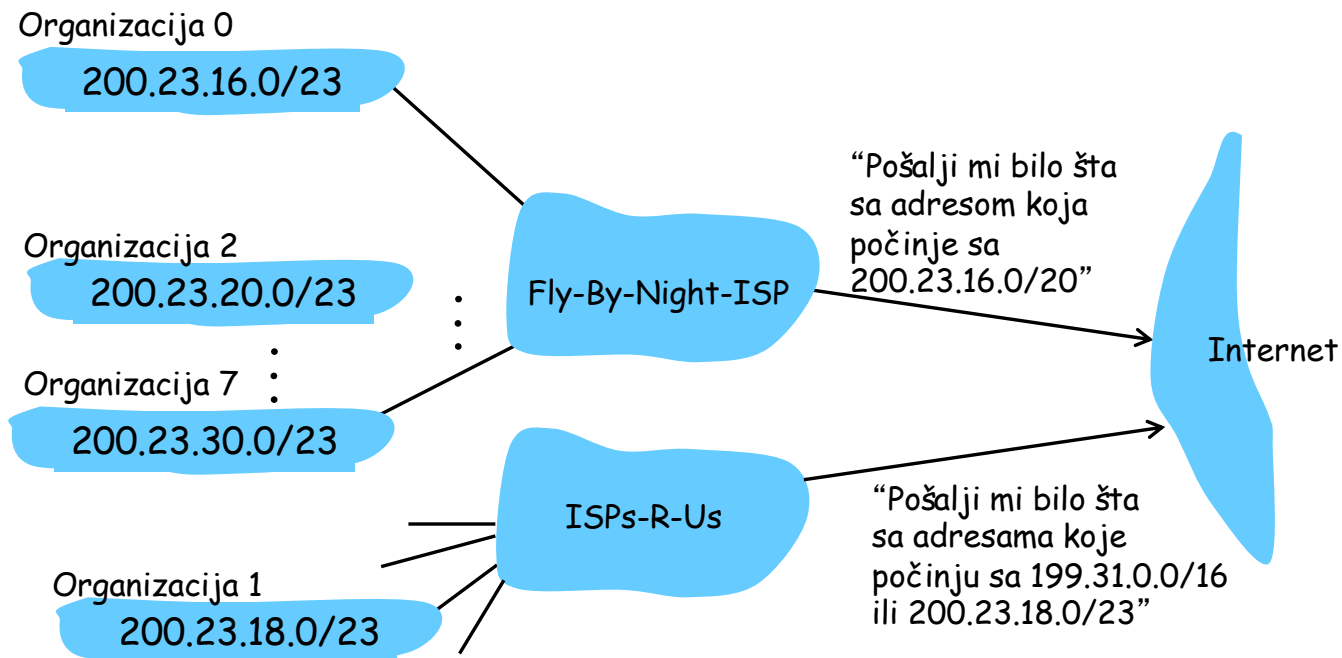 Organizacija 0
200.23.16.0/23
Organizacija 2
200.23.20.0/23
Organizacija 7
200.23.30.0/23
Fly-By-Night-ISP
“Pošalji mi bilo šta
sa adresom koja
počinje sa
200.23.16.0/20”
Internet
ISPs-R-Us
“Pošalji mi bilo šta
sa adresama koje
počinju sa 199.31.0.0/16
ili 200.23.18.0/23”
Organizacija 1
200.23.18.0/23